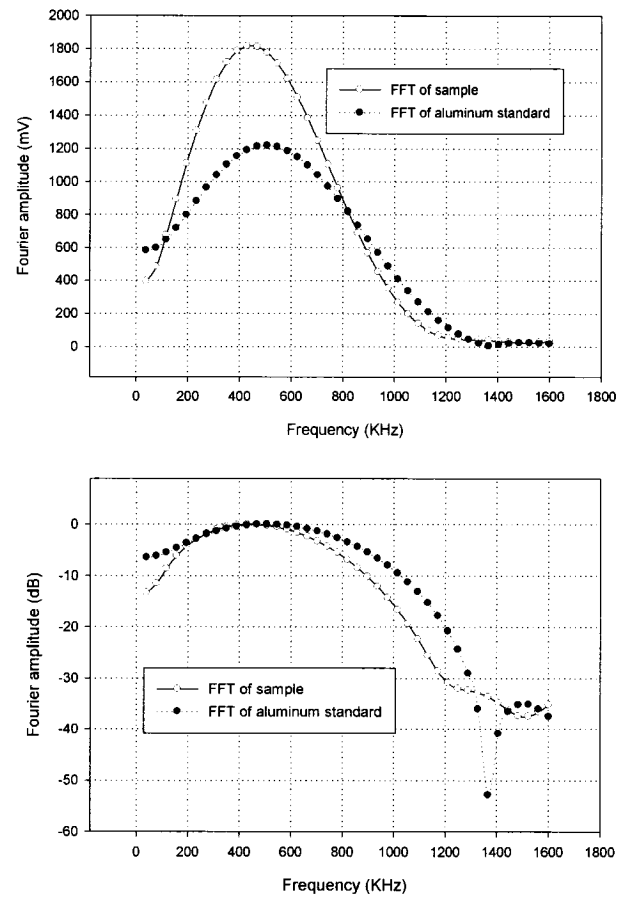 2000
1800
1600
1400
1200
1000
800
600
400
200
0
Fourier amplitude (mV)
FFT of sample
FFT of aluminum standard
0 200 400 600 800 1000 1200 1400 1600 1800
Frequency (KHz)
0
-10
-20
-30
-40
-50
-60
Fourier amplitude (dB)
FFT of sample
FFT of aluminum standard
0 200 400 600 800 1000 1200 1400 1600 1800
Frequency (KHz)